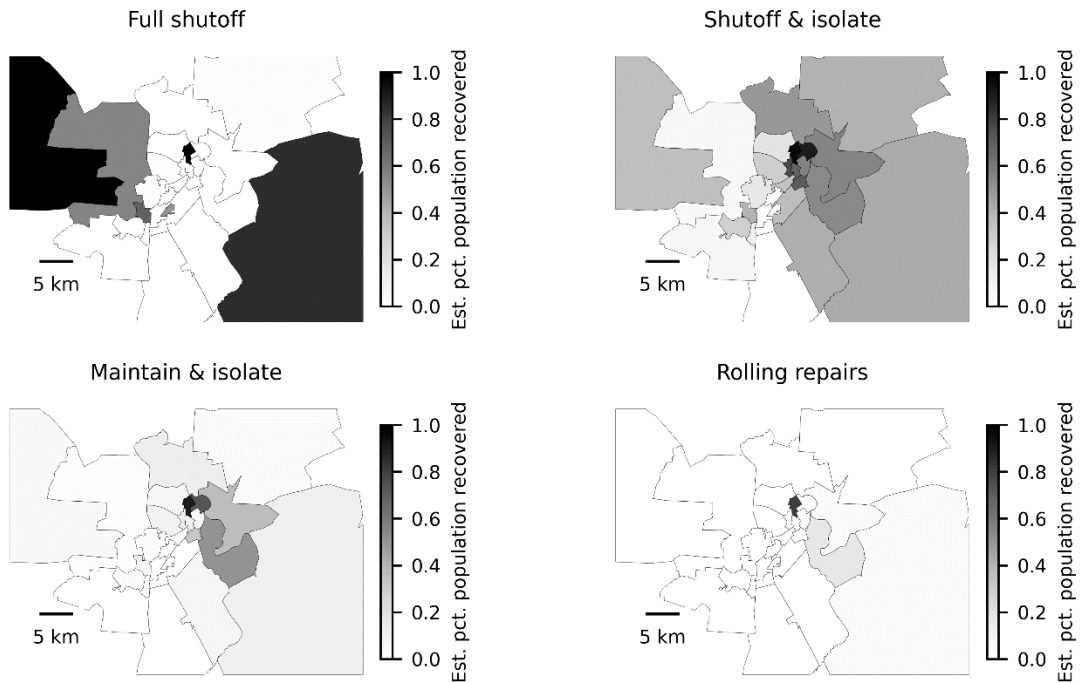 Full shutoff
1.0
0.8
0.6
0.4
0.2
0.0
Est. pct. population recovered
5 km
Shutoff & isolate
1.0
0.8
0.6
0.4
0.2
0.0
Est. pct. population recovered
5 km
Maintain & isolate
1.0
0.8
0.6
0.4
0.2
0.0
Est. pct. population recovered
5 km
Rolling repairs
1.0
0.8
0.6
0.4
0.2
0.0
Est. pct. population recovered
5 km